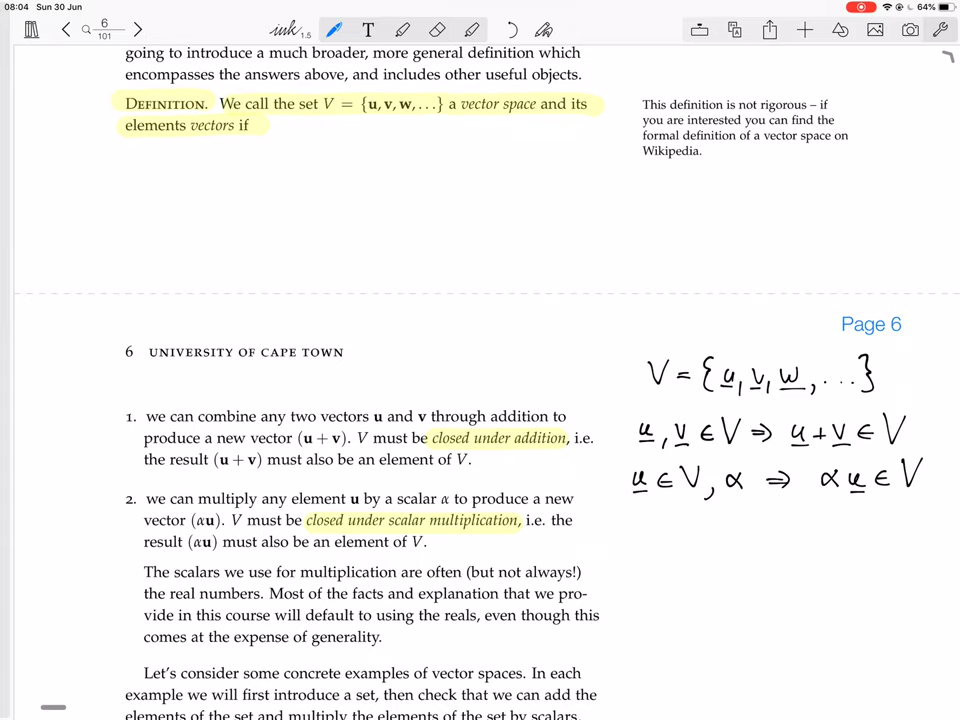 08:04 Sun 30 Jun 64%
6
101
ink 1.5 T
going to introduce a much broader, more general definition which
encompasses the answers above, and includes other useful objects.
DEFINITION. We call the set V = {u, v, w, ...} a vector space and its
elements vectors if
This definition is not rigorous – if
you are interested you can find the
formal definition of a vector space on
Wikipedia.
Page 6
6 UNIVERSITY OF CAPE TOWN
V = {u, v, w, ...}
u, v ∈ V ⇒ u + v ∈ V
u ∈ V, α ⇒ αu ∈ V
1. we can combine any two vectors u and v through addition to
produce a new vector (u + v). V must be closed under addition, i.e.
the result (u + v) must also be an element of V.
2. we can multiply any element u by a scalar α to produce a new
vector (αu). V must be closed under scalar multiplication, i.e. the
result (αu) must also be an element of V.
The scalars we use for multiplication are often (but not always!)
the real numbers. Most of the facts and explanation that we pro-
vide in this course will default to using the reals, even though this
comes at the expense of generality.
Let's consider some concrete examples of vector spaces. In each
example we will first introduce a set, then check that we can add the
elements of the set and multiply the elements of the set by scalars.